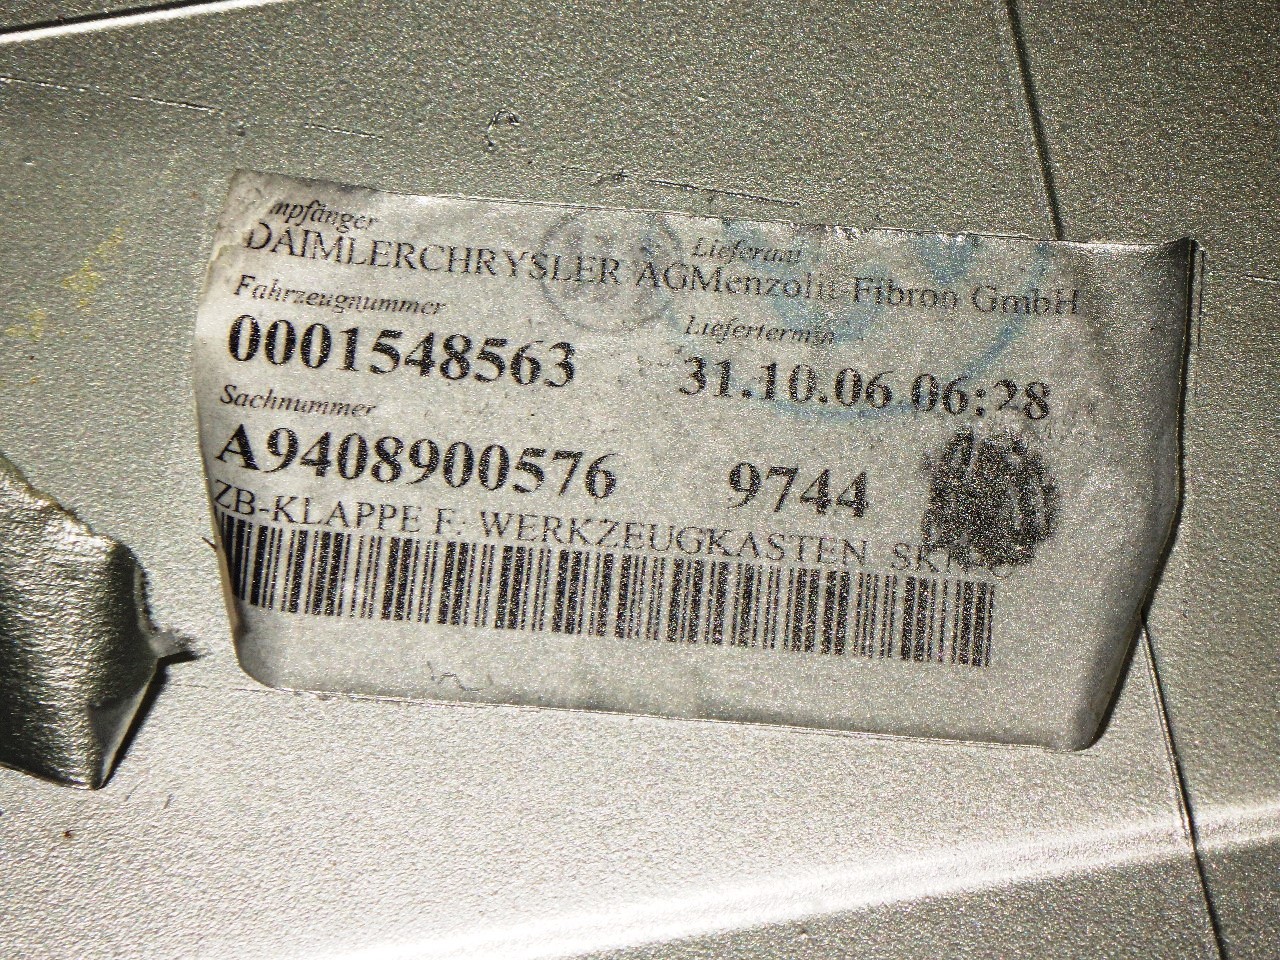 mpfänger Lieferant
DAIMLERCHRYSLER AG Menzolit-Fibron GmbH
Fahrzeugnummer Liefertermin
0001548563 31.10.06 06:28
Sachnummer
A9408900576 9744
ZB-KLAPPE F. WERKZEUGKASTEN